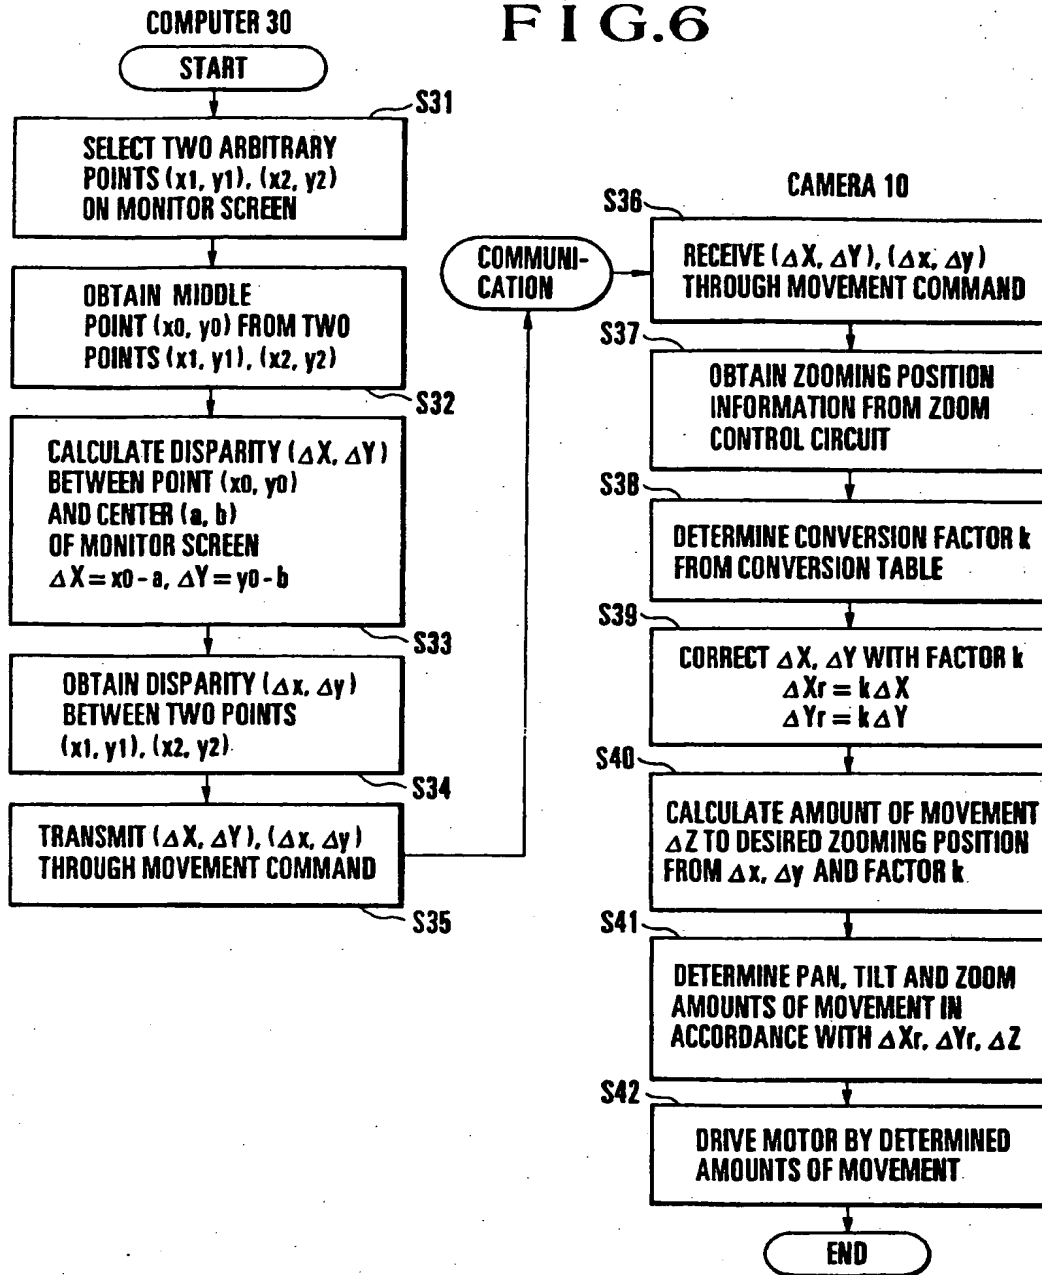 FIG.6
COMPUTER 30
START
S31
SELECT TWO ARBITRARY
POINTS (x1, y1), (x2, y2)
ON MONITOR SCREEN
OBTAIN MIDDLE
POINT (x0, y0) FROM TWO
POINTS (x1, y1), (x2, y2)
S32
CALCULATE DISPARITY (ΔX, ΔY)
BETWEEN POINT (x0, y0)
AND CENTER (a, b)
OF MONITOR SCREEN
ΔX = x0 - a, ΔY = y0 - b
S33
OBTAIN DISPARITY (Δx, Δy)
BETWEEN TWO POINTS
(x1, y1), (x2, y2)
S34
TRANSMIT (ΔX, ΔY), (Δx, Δy)
THROUGH MOVEMENT COMMAND
S35
COMMUNI-
CATION
CAMERA 10
S36
RECEIVE (ΔX, ΔY), (Δx, Δy)
THROUGH MOVEMENT COMMAND
S37
OBTAIN ZOOMING POSITION
INFORMATION FROM ZOOM
CONTROL CIRCUIT
S38
DETERMINE CONVERSION FACTOR k
FROM CONVERSION TABLE
S39
CORRECT ΔX, ΔY WITH FACTOR k
ΔXr = kΔX
ΔYr = kΔY
S40
CALCULATE AMOUNT OF MOVEMENT
ΔZ TO DESIRED ZOOMING POSITION
FROM Δx, Δy AND FACTOR k
S41
DETERMINE PAN, TILT AND ZOOM
AMOUNTS OF MOVEMENT IN
ACCORDANCE WITH ΔXr, ΔYr, ΔZ
S42
DRIVE MOTOR BY DETERMINED
AMOUNTS OF MOVEMENT
END